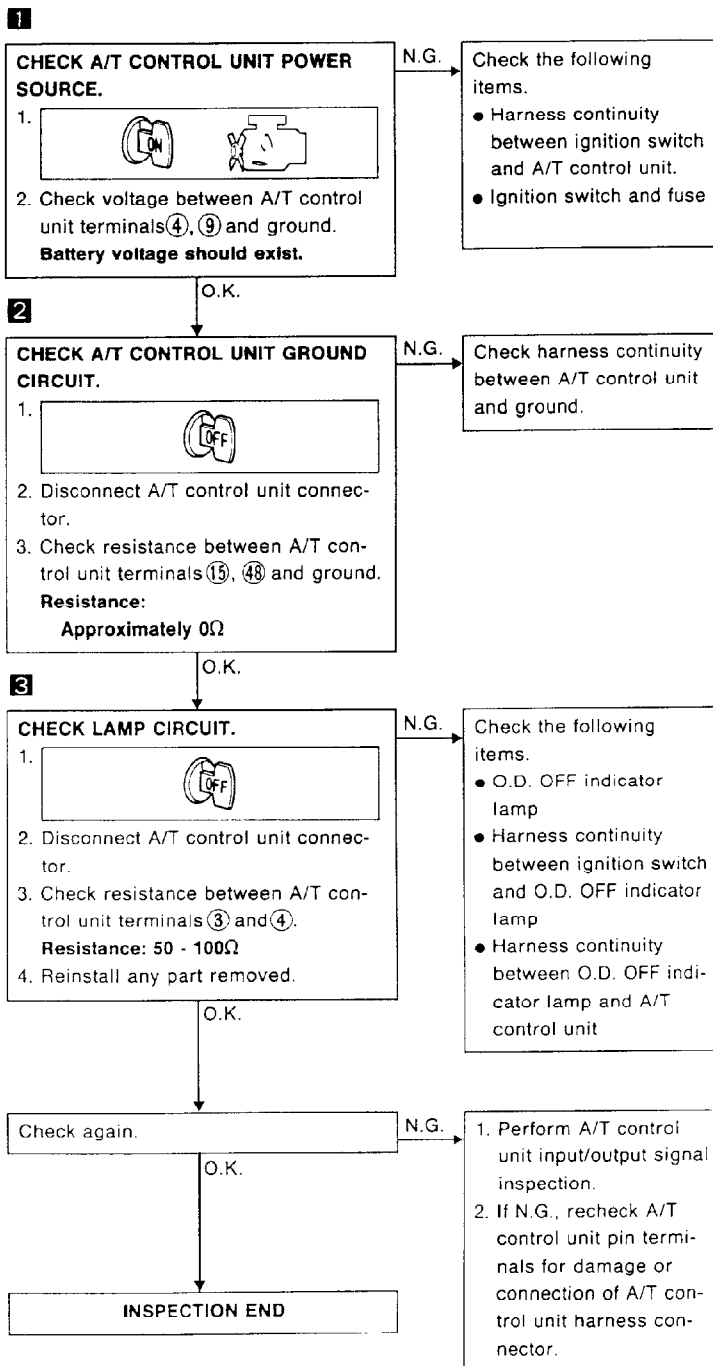 1
CHECK A/T CONTROL UNIT POWER
SOURCE.
1.
ON
2. Check voltage between A/T control
unit terminals ④, ⑨ and ground.
Battery voltage should exist.
N.G.
Check the following
items.
● Harness continuity
between ignition switch
and A/T control unit.
● Ignition switch and fuse
O.K.
2
CHECK A/T CONTROL UNIT GROUND
CIRCUIT.
1.
OFF
2. Disconnect A/T control unit connec-
tor.
3. Check resistance between A/T con-
trol unit terminals ⑮, ㊽ and ground.
Resistance:
Approximately 0Ω
N.G.
Check harness continuity
between A/T control unit
and ground.
O.K.
3
CHECK LAMP CIRCUIT.
1.
OFF
2. Disconnect A/T control unit connec-
tor.
3. Check resistance between A/T con-
trol unit terminals ③ and ④.
Resistance: 50 - 100Ω
4. Reinstall any part removed.
N.G.
Check the following
items.
● O.D. OFF indicator
lamp
● Harness continuity
between ignition switch
and O.D. OFF indicator
lamp
● Harness continuity
between O.D. OFF indi-
cator lamp and A/T
control unit
O.K.
Check again.
N.G.
1. Perform A/T control
unit input/output signal
inspection.
2. If N.G., recheck A/T
control unit pin termi-
nals for damage or
connection of A/T con-
trol unit harness con-
nector.
O.K.
INSPECTION END